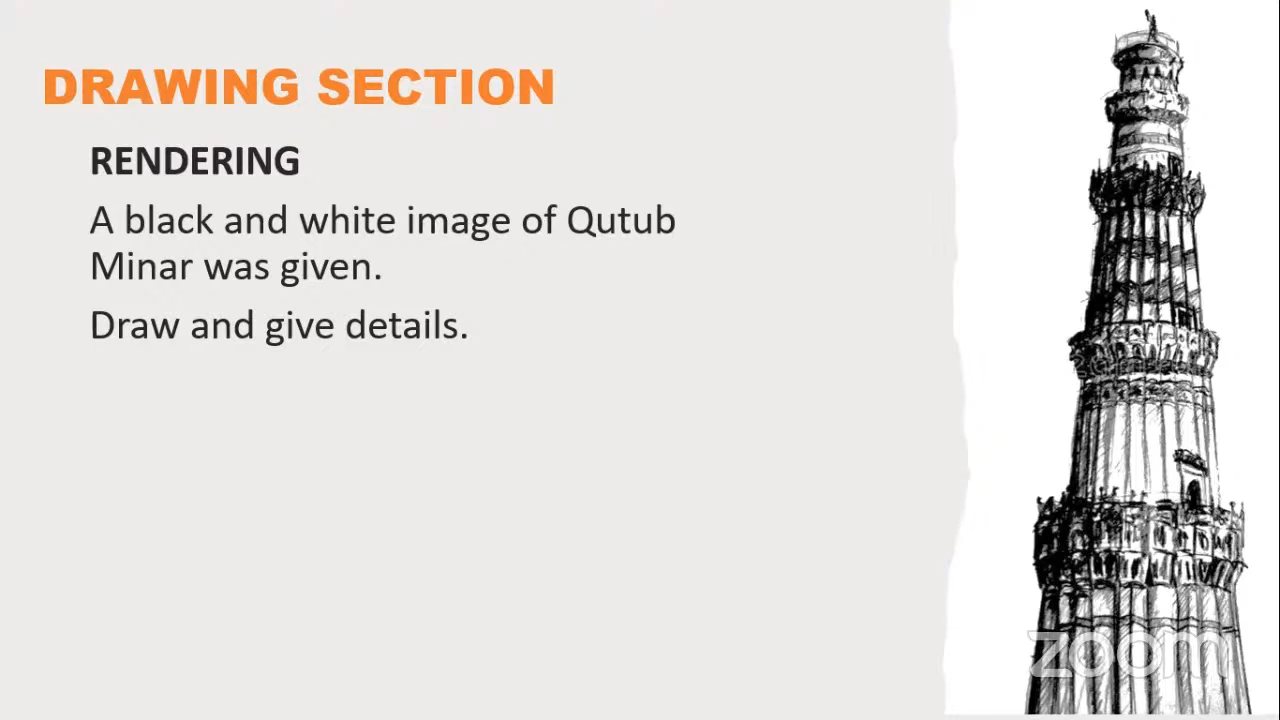 DRAWING SECTION
RENDERING
A black and white image of Qutub
Minar was given.
Draw and give details.
zoom